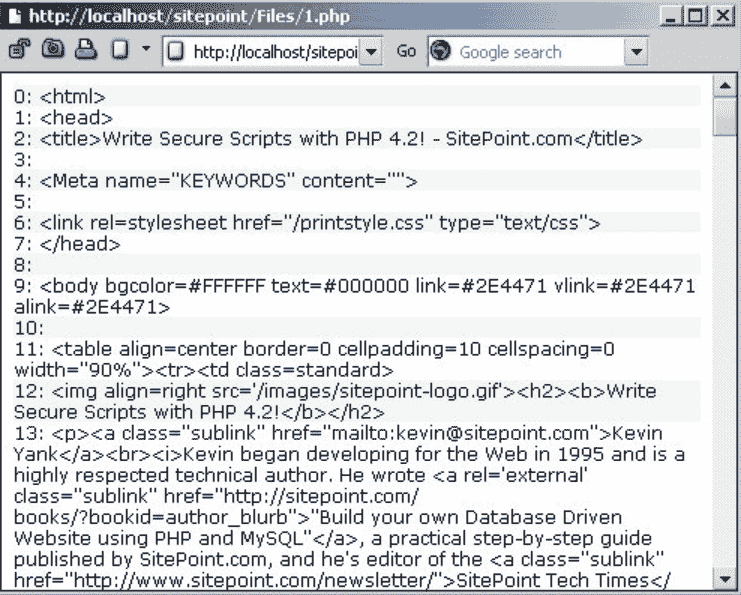 http://localhost/sitepoint/Files/1.php
http://localhost/sitepoi Go Google search
0: <html>
1: <head>
2: <title>Write Secure Scripts with PHP 4.2! - SitePoint.com</title>
3:
4: <Meta name="KEYWORDS" content="">
5:
6: <link rel=stylesheet href="/printstyle.css" type="text/css">
7: </head>
8:
9: <body bgcolor=#FFFFFF text=#000000 link=#2E4471 vlink=#2E4471
alink=#2E4471>
10:
11: <table align=center border=0 cellpadding=10 cellspacing=0
width="90%"><tr><td class=standard>
12: <img align=right src='/images/sitepoint-logo.gif'><h2><b>Write
Secure Scripts with PHP 4.2!</b></h2>
13: <p><a class="sublink" href="mailto:kevin@sitepoint.com">Kevin
Yank</a><br><i>Kevin began developing for the Web in 1995 and is a
highly respected technical author. He wrote <a rel='external'
class="sublink" href="http://sitepoint.com/
books/?bookid=author_blurb">"Build your own Database Driven
Website using PHP and MySQL"</a>, a practical step-by-step guide
published by SitePoint.com, and he's editor of the <a class="sublink"
href="http://www.sitepoint.com/newsletter/">SitePoint Tech Times</